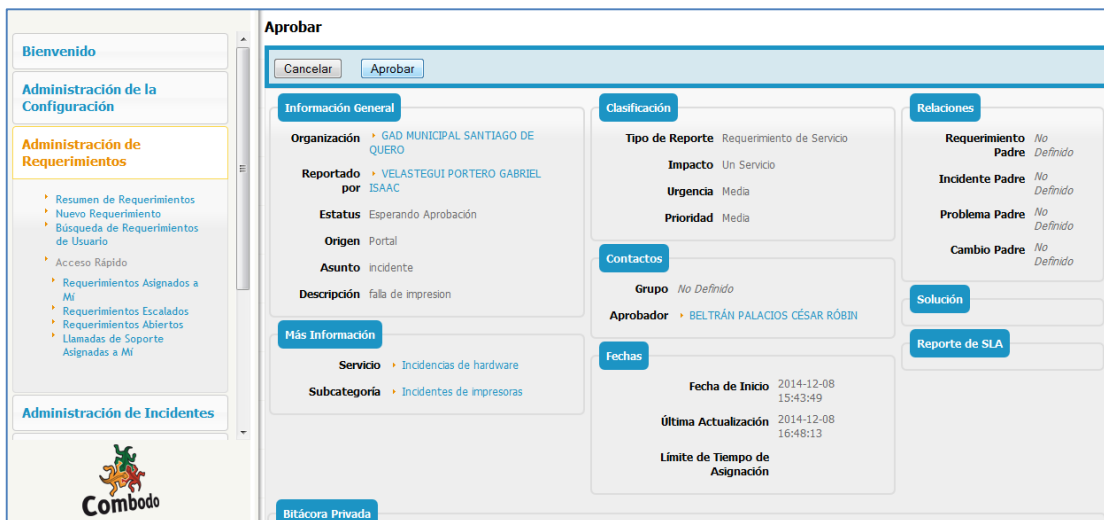 Bienvenido
Administración de la
Configuración
Administración de
Requerimientos
Resumen de Requerimientos
Nuevo Requerimiento
Búsqueda de Requerimientos
de Usuario
Acceso Rápido
Requerimientos Asignados a
Mí
Requerimientos Escalados
Requerimientos Abiertos
Llamadas de Soporte
Asignadas a Mí
Administración de Incidentes
Combodo
Aprobar
Cancelar Aprobar
Información General
Organización GAD MUNICIPAL SANTIAGO DE
QUERO
Reportado VELASTEGUI PORTERO GABRIEL
por ISAAC
Estatus Esperando Aprobación
Origen Portal
Asunto incidente
Descripción falla de impresion
Más Información
Servicio Incidencias de hardware
Subcategoría Incidentes de impresoras
Clasificación
Tipo de Reporte Requerimiento de Servicio
Impacto Un Servicio
Urgencia Media
Prioridad Media
Contactos
Grupo No Definido
Aprobador BELTRÁN PALACIOS CÉSAR RÓBIN
Fechas
Fecha de Inicio 2014-12-08
15:43:49
Última Actualización 2014-12-08
16:48:13
Límite de Tiempo de
Asignación
Relaciones
Requerimiento No
Padre Definido
Incidente Padre No
Definido
Problema Padre No
Definido
Cambio Padre No
Definido
Solución
Reporte de SLA
Bitácora Privada